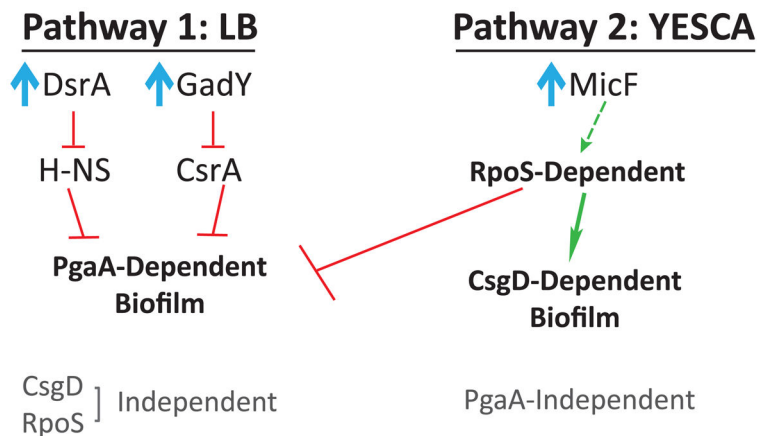 Pathway 1: LB
DsrA GadY
H-NS CsrA
PgaA-Dependent
Biofilm
CsgD
RpoS
Independent
Pathway 2: YESCA
MicF
RpoS-Dependent
CsgD-Dependent
Biofilm
PgaA-Independent